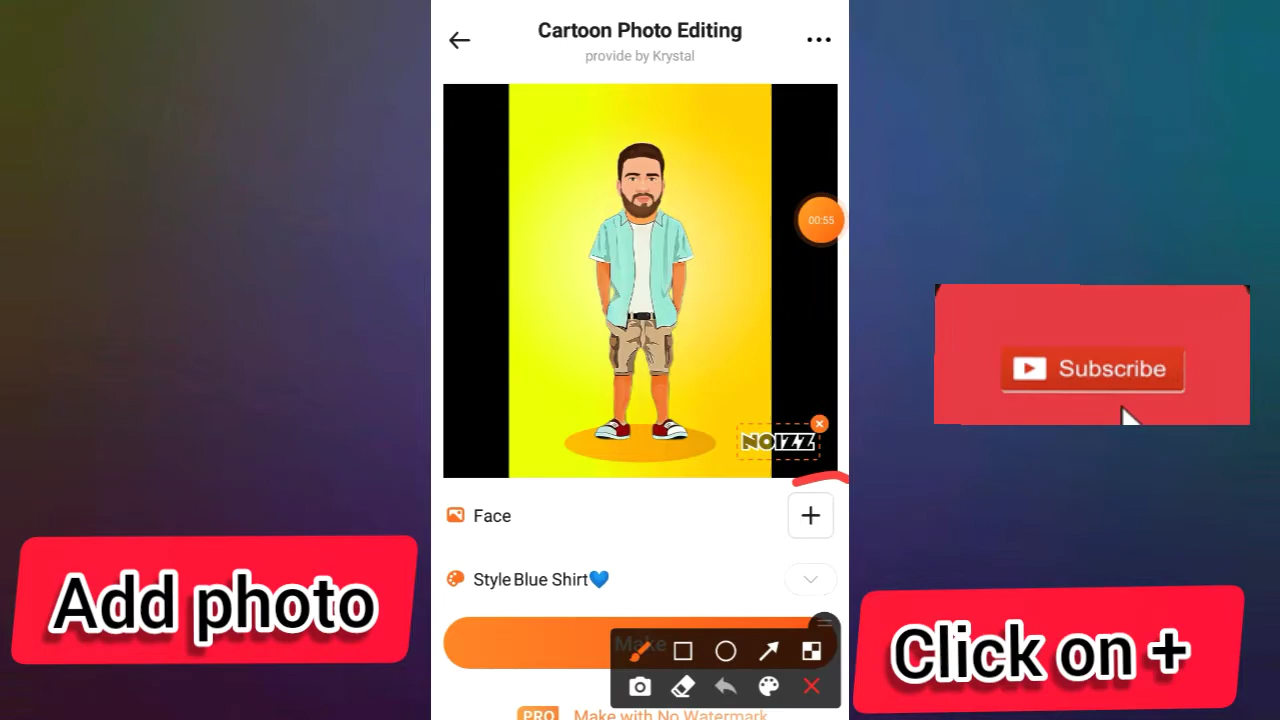 Cartoon Photo Editing
provide by Krystal
00:55
NOIZZ
Face
Style Blue Shirt💙
Make
PRO Make with No Watermark
Add photo
Subscribe
Click on +